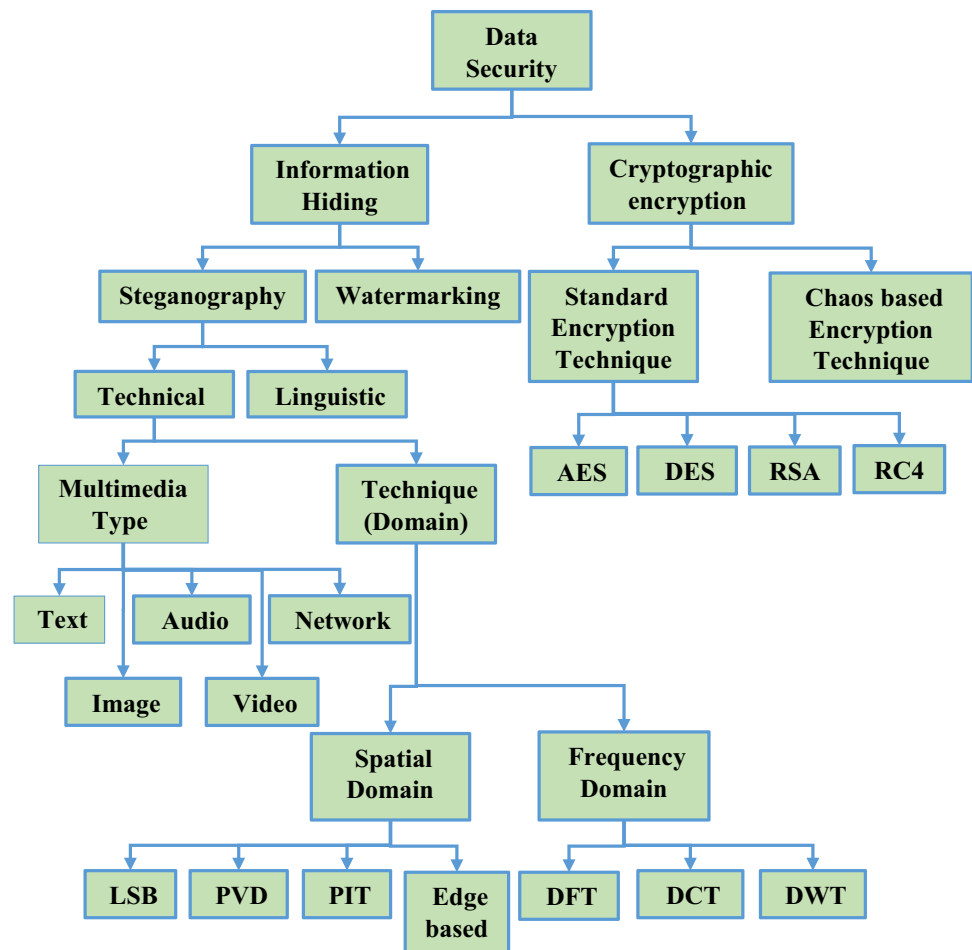 Data
Security
Information
Hiding
Cryptographic
encryption
Steganography
Watermarking
Standard
Encryption
Technique
Chaos based
Encryption
Technique
Technical
Linguistic
AES
DES
RSA
RC4
Multimedia
Type
Technique
(Domain)
Text
Audio
Network
Image
Video
Spatial
Domain
Frequency
Domain
LSB
PVD
PIT
Edge
based
DFT
DCT
DWT